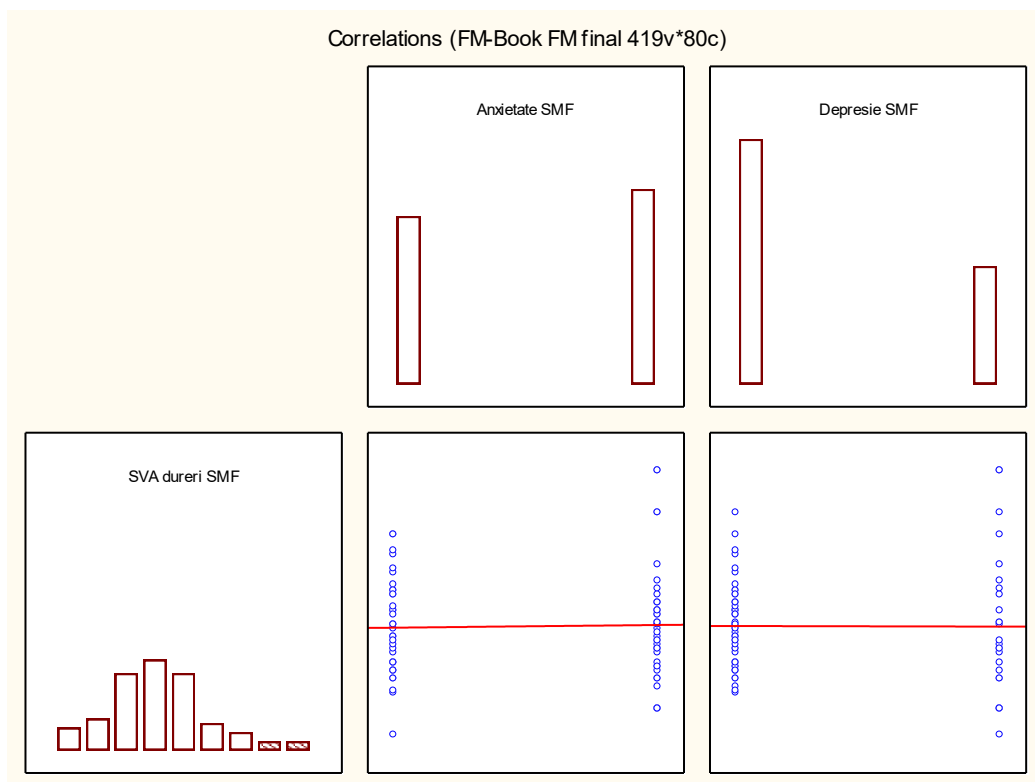 Correlations (FM-Book FM final 419v*80c)
Anxietate SMF
Depresie SMF
SVA dureri SMF